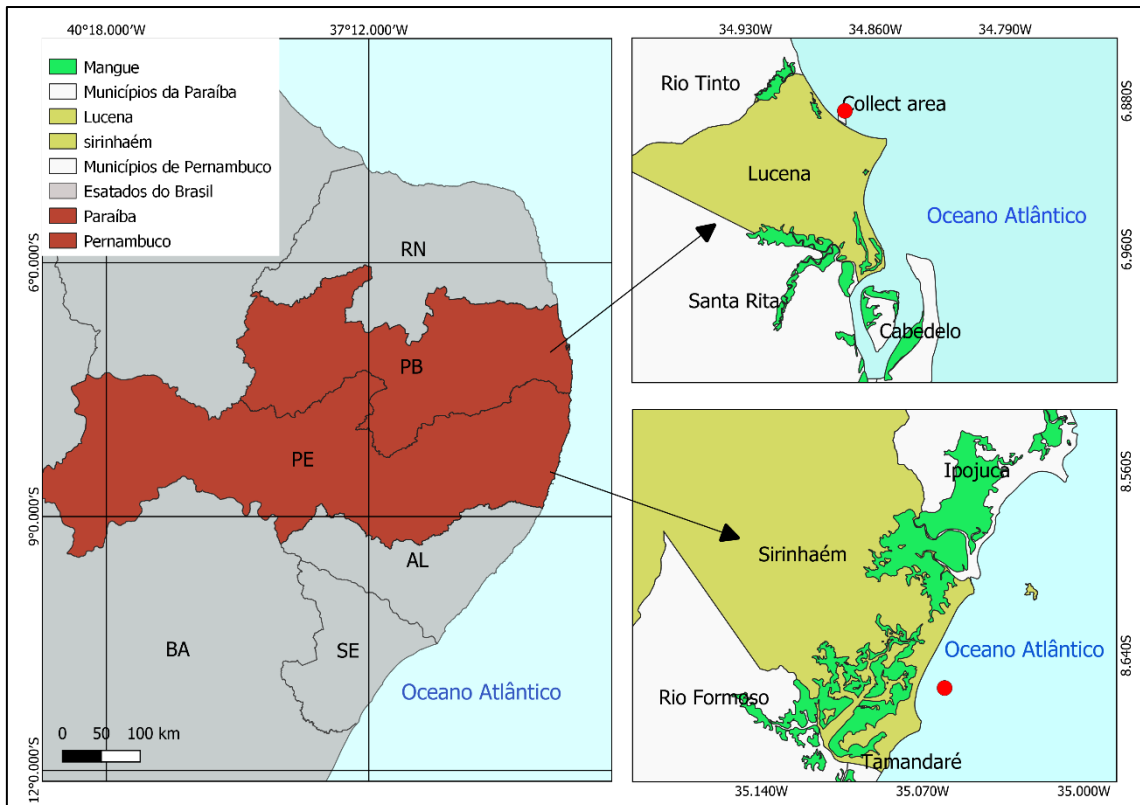 40°18.000'W
37°12.000'W
6°0.000'S
9°0.000'S
12°0.000'S
Mangue
Municípios da Paraíba
Lucena
sirinhaém
Municípios de Pernambuco
Esatados do Brasil
Paraíba
Pernambuco
RN
PB
PE
AL
SE
BA
Oceano Atlântico
0 50 100 km
34.930W
34.860W
34.790W
6.880S
6.960S
Rio Tinto
Collect area
Lucena
Oceano Atlântico
Santa Rita
Cabedelo
Ipojuca
8.560S
Sirinhaém
8.640S
Oceano Atlântico
Rio Formoso
Tamandaré
35.140W
35.070W
35.000W